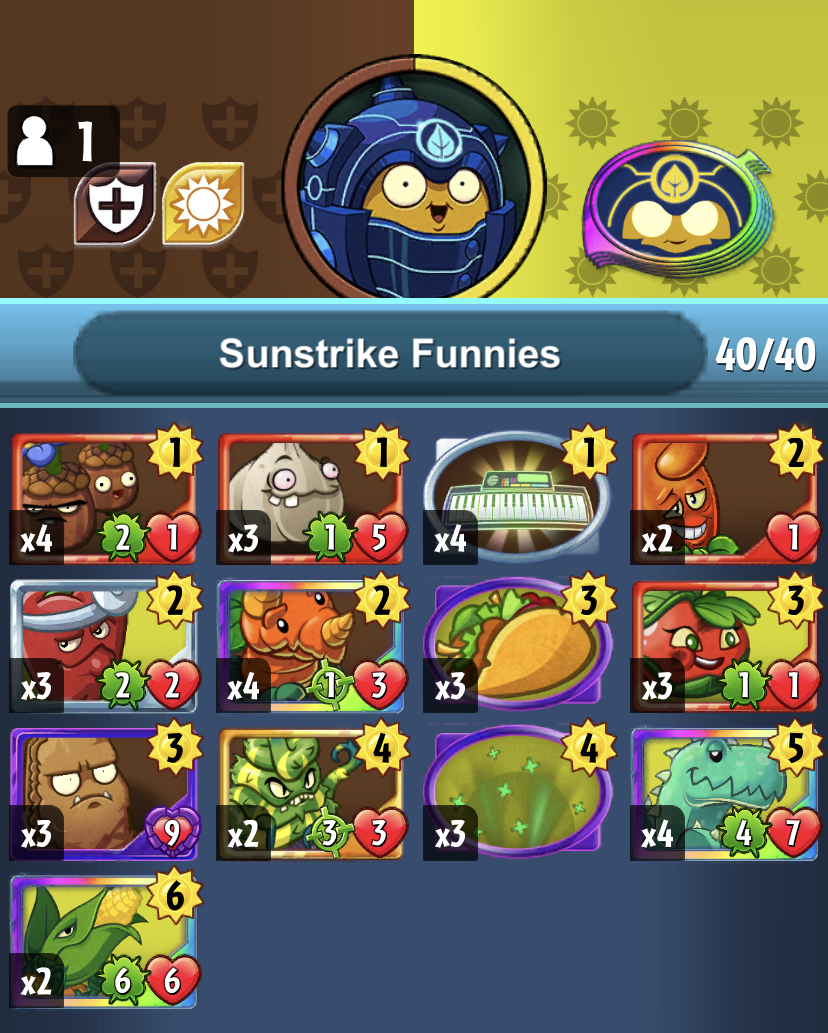 1
Sunstrike Funnies 40/40
1 1 1 2
x4 2 1 x3 1 5 x4 x2 1
2 2 3 3
x3 2 2 x4 1 3 x3 x3 1 1
3 4 4 5
x3 9 x2 3 3 x3 x4 4 7
6
x2 6 6